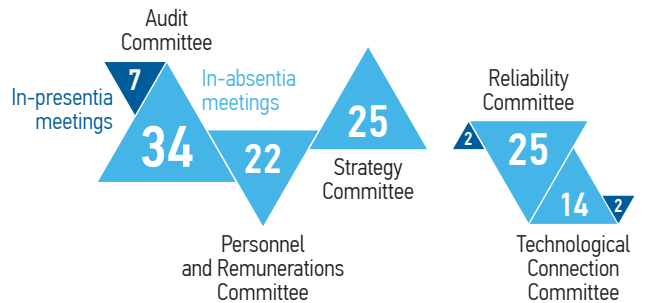 Audit
Committee
7
In-presentia
meetings
In-absentia
meetings
34
22
25
Strategy
Committee
Personnel
and Remunerations
Committee
Reliability
Committee
2
25
14
2
Technological
Connection
Committee